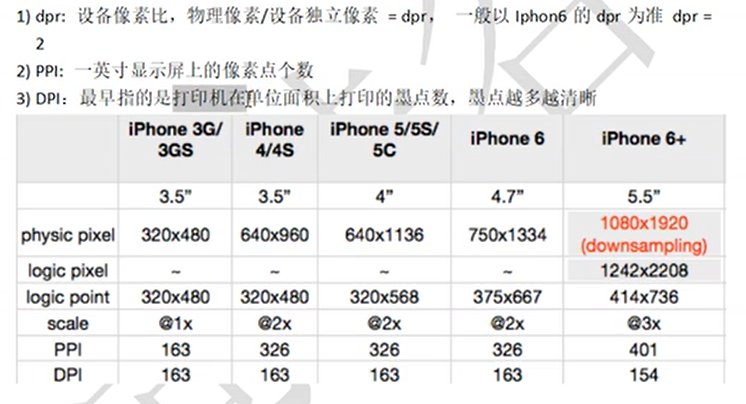 1) dpr: 设备像素比，物理像素/设备独立像素 = dpr， 一般以 Iphon6 的 dpr 为准 dpr =
2
2) PPI: 一英寸显示屏上的像素点个数
3) DPI：最早指的是打印机在单位面积上打印的墨点数，墨点越多越清晰
iPhone 3G/ 3GS iPhone 4/4S iPhone 5/5S/ 5C iPhone 6 iPhone 6+
3.5” 3.5” 4” 4.7” 5.5”
physic pixel 320x480 640x960 640x1136 750x1334 1080x1920 (downsampling)
logic pixel ~ ~ ~ ~ 1242x2208
logic point 320x480 320x480 320x568 375x667 414x736
scale @1x @2x @2x @2x @3x
PPI 163 326 326 326 401
DPI 163 163 163 163 154